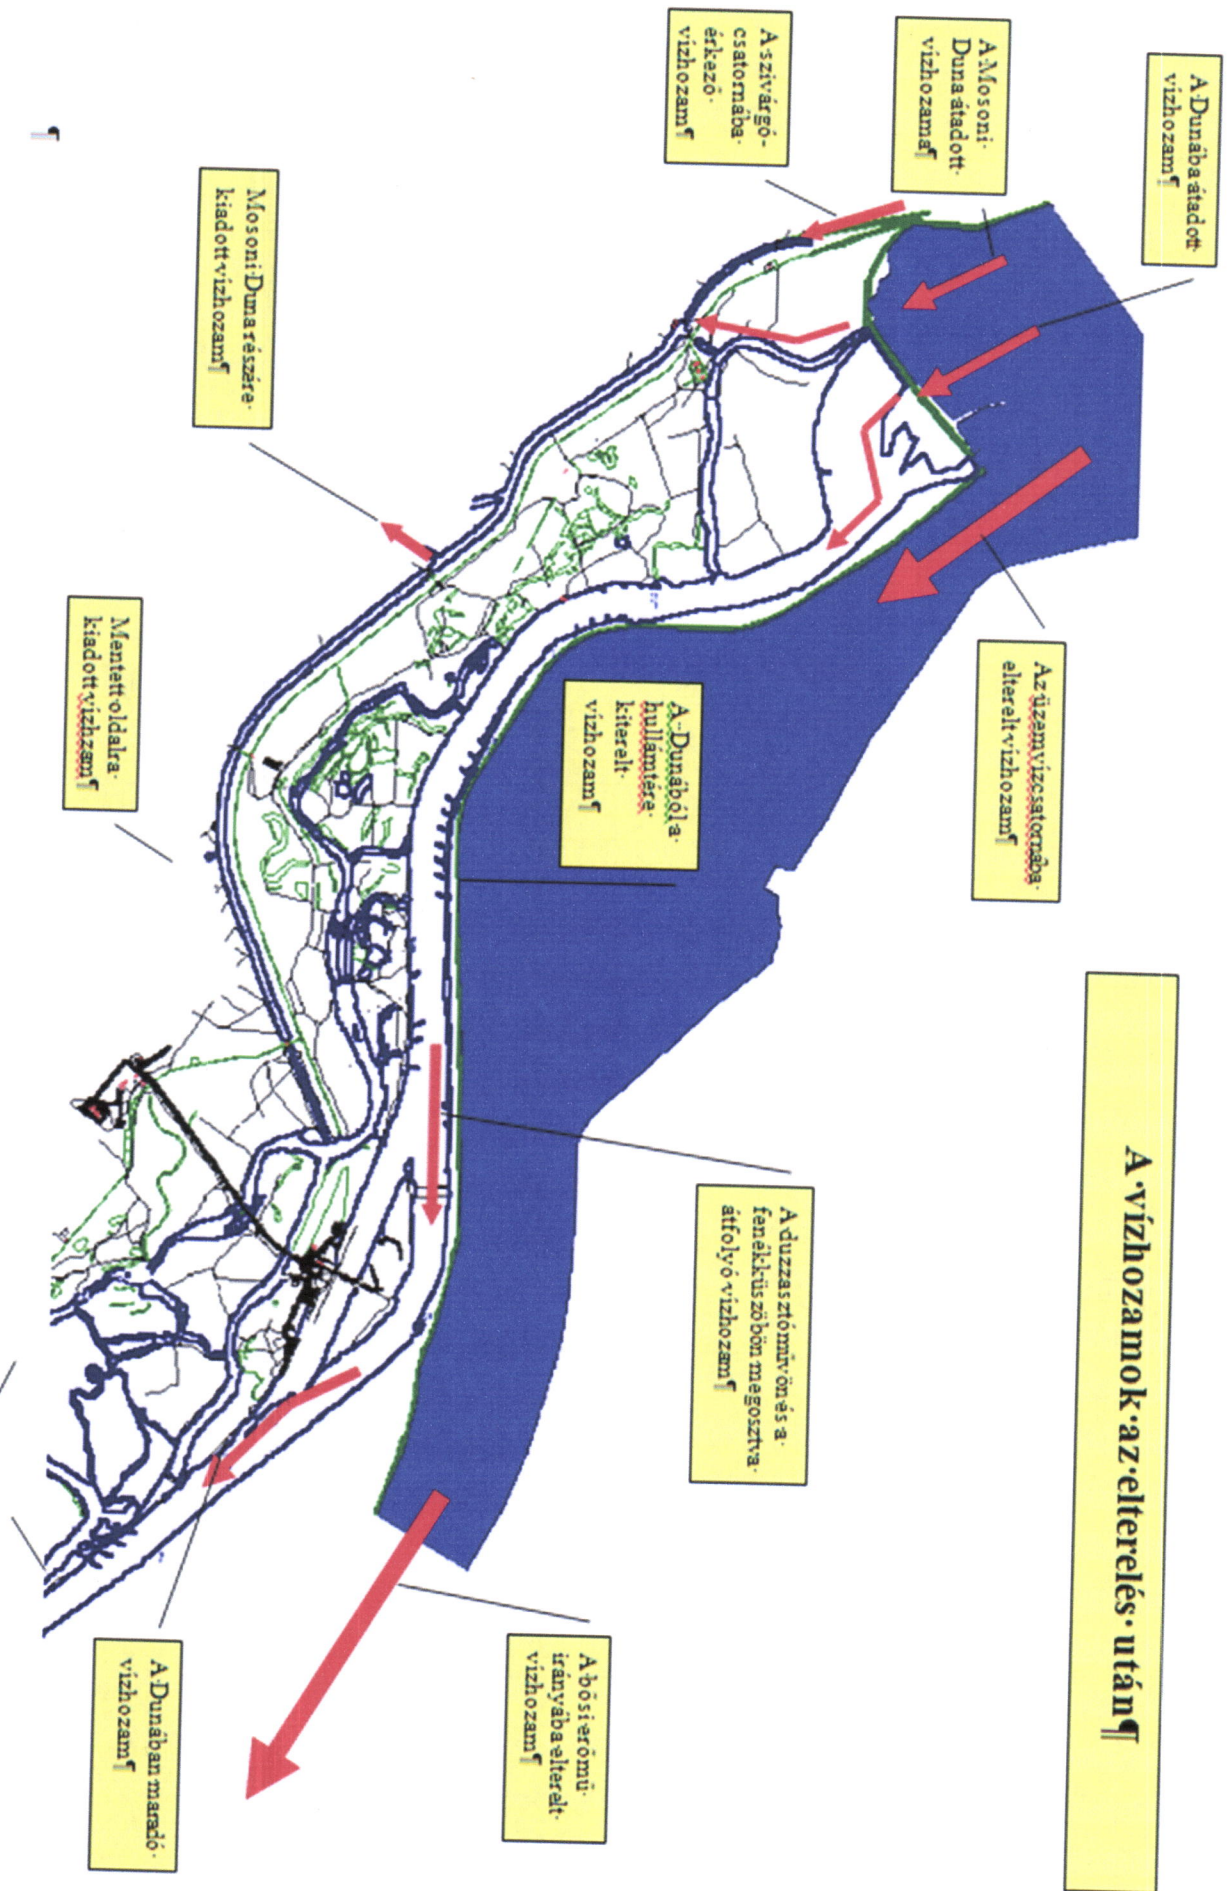 A·vízhozamok·az·elterelés·után¶
A·Dunába·átadott·
vízhozam¶
A·Mosoni·
Duna·átadott·
vízhozama¶
A·szivárgó-
csatornába·
érkező·
vízhozam¶
Az·üzemvízcsatornába·
elterelt·vízhozam¶
A··Dunából·a·
hullámtére·
kiterelt·
vízhozam¶
Mosoni·Duna·részére·
kiadott·vízhozam¶
Mentett·oldalra·
kiadott·vízhzam¶
A·duzzasztóművön·és·a·
fenékküszöbön·megosztva·
átfolyó·vízhozam¶
A·bősi·erőmű·
irányába·elterelt·
vízhozam¶
A·Dunában·maradó·
vízhozam¶
¶